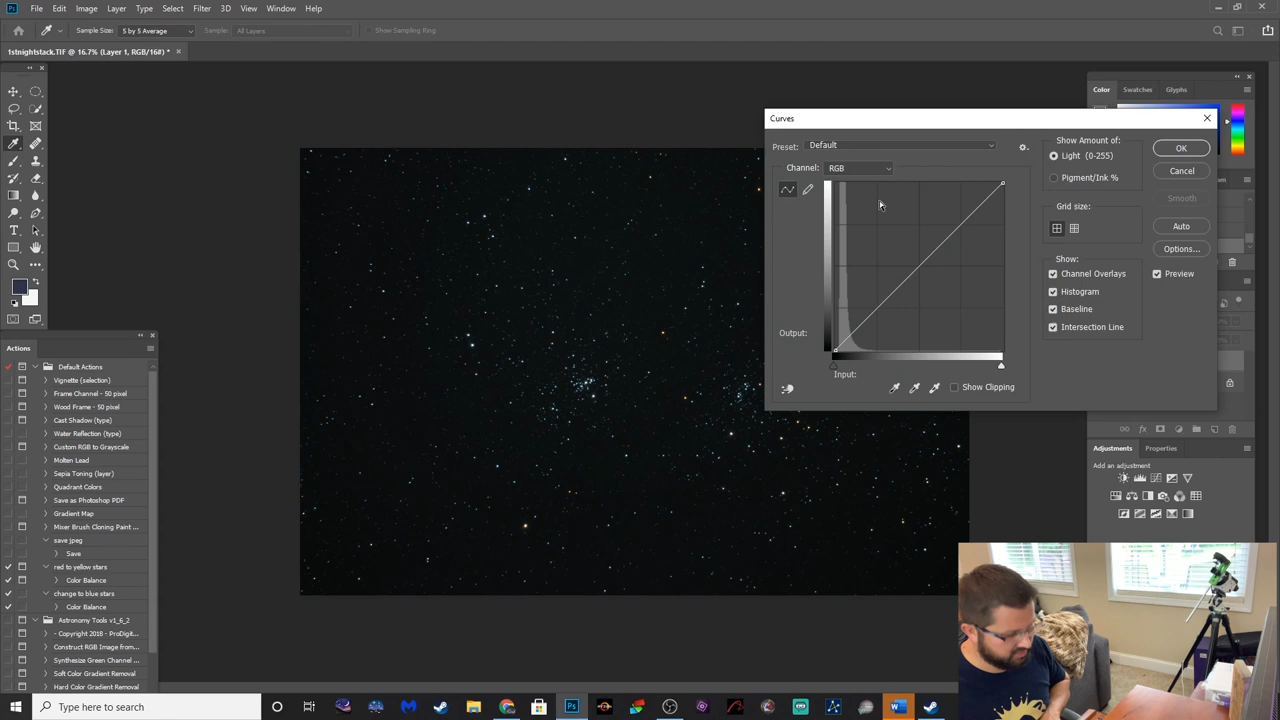 Ps File Edit Image Layer Type Select Filter 3D View Window Help
Sample Size: 5 by 5 Average Sample: All Layers Show Sampling Ring
1stnightstack.TIF @ 16.7% (Layer 1, RGB/16#) * ×
Color Swatches Glyphs
Curves
Preset: Default
Channel: RGB
Output:
Input:
Show Clipping
Show Amount of:
Light (0-255)
Pigment/Ink %
Grid size:
Show:
Channel Overlays
Histogram
Baseline
Intersection Line
OK
Cancel
Smooth
Auto
Options...
Preview
Actions
Default Actions
Vignette (selection)
Frame Channel - 50 pixel
Wood Frame - 50 pixel
Cast Shadow (type)
Water Reflection (type)
Custom RGB to Grayscale
Molten Lead
Sepia Toning (layer)
Quadrant Colors
Save as Photoshop PDF
Gradient Map
Mixer Brush Cloning Paint ...
save jpeg
Save
red to yellow stars
Color Balance
change to blue stars
Color Balance
Astronomy Tools v1_6_2
- Copyright 2018 - ProDigit...
Construct RGB Image from...
Synthesize Green Channel ...
Soft Color Gradient Removal
Hard Color Gradient Removal
Adjustments Properties
Add an adjustment
Type here to search